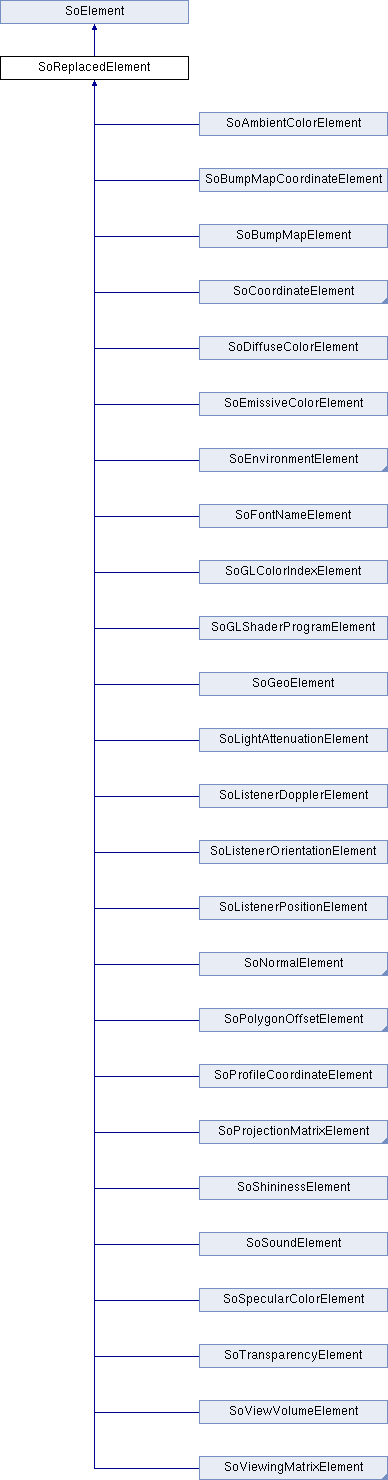 SoElement
SoReplacedElement
SoAmbientColorElement
SoBumpMapCoordinateElement
SoBumpMapElement
SoCoordinateElement
SoDiffuseColorElement
SoEmissiveColorElement
SoEnvironmentElement
SoFontNameElement
SoGLColorIndexElement
SoGLShaderProgramElement
SoGeoElement
SoLightAttenuationElement
SoListenerDopplerElement
SoListenerOrientationElement
SoListenerPositionElement
SoNormalElement
SoPolygonOffsetElement
SoProfileCoordinateElement
SoProjectionMatrixElement
SoShininessElement
SoSoundElement
SoSpecularColorElement
SoTransparencyElement
SoViewVolumeElement
SoViewingMatrixElement